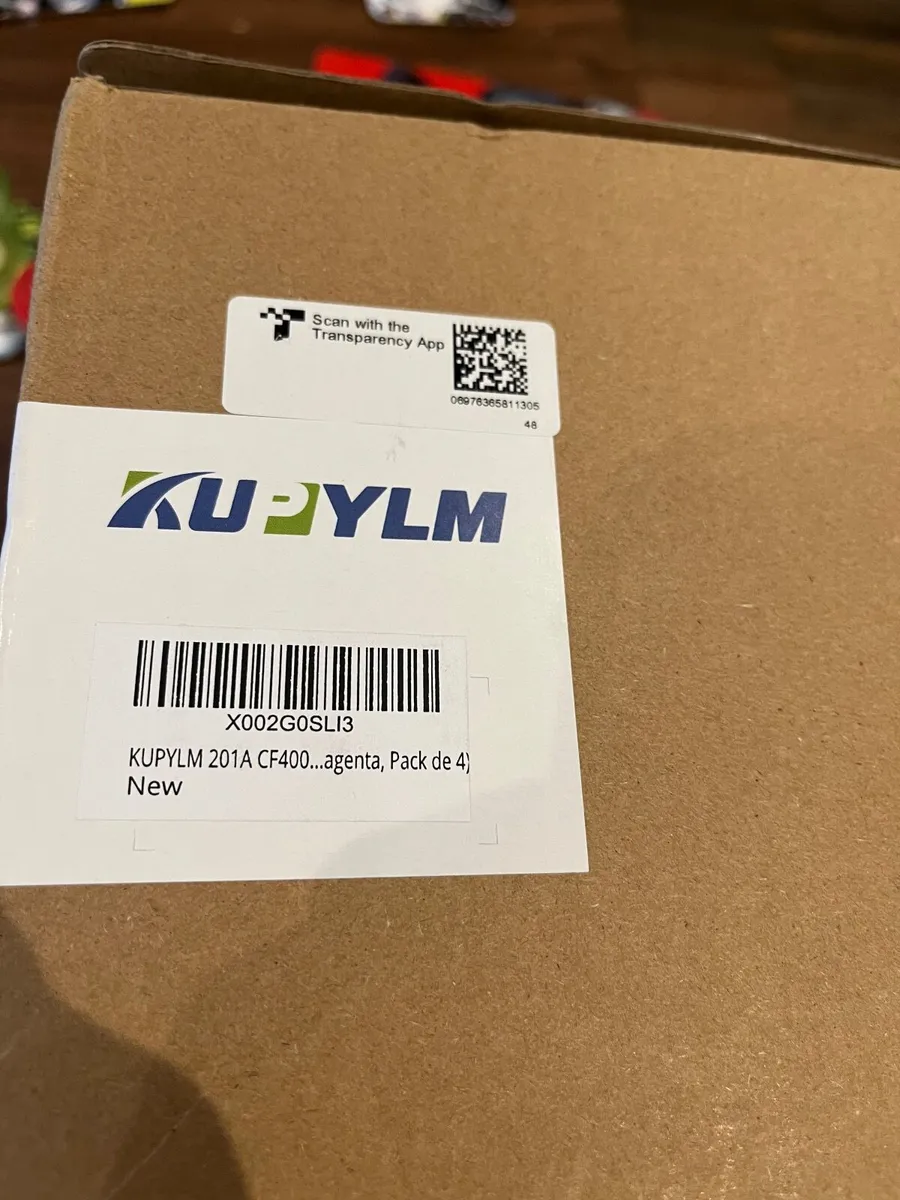 Scan with the
Transparency App
06976365811305
48
KUPYLM
X002G0SLI3
KUPYLM 201A CF400...agenta, Pack de 4)
New